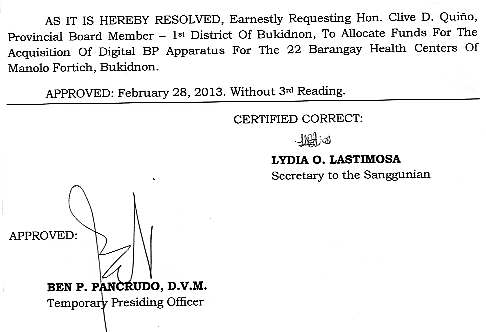 AS IT IS HEREBY RESOLVED, Earnestly Requesting Hon. Clive D. Quiño,
Provincial Board Member – 1st District Of Bukidnon, To Allocate Funds For The
Acquisition Of Digital BP Apparatus For The 22 Barangay Health Centers Of
Manolo Fortich, Bukidnon.
APPROVED: February 28, 2013. Without 3rd Reading.
CERTIFIED CORRECT:
LYDIA O. LASTIMOSA
Secretary to the Sanggunian
APPROVED:
BEN P. PANCRUDO, D.V.M.
Temporary Presiding Officer